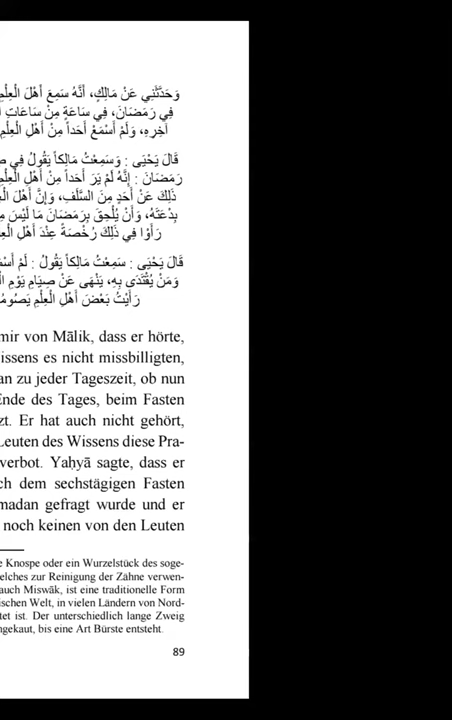 وَحَدَّثَنِي عَنْ مَالِكٍ، أَنَّهُ سَمِعَ أَهْلَ الْعِلْمِ
فِي رَمَضَانَ، فِي سَاعَةٍ مِنْ سَاعَاتِ
آخِرِهِ، وَلَمْ أَسْمَعْ أَحَداً مِنْ أَهْلِ الْعِلْمِ
قَالَ يَحْيَى : وَسَمِعْتُ مَالِكاً يَقُولُ فِي
رَمَضَانَ : إِنَّهُ لَمْ يَرَ أَحَداً مِنْ أَهْلِ الْعِلْمِ
ذَلِكَ عَنْ أَحَدٍ مِنَ السَّلَفِ، وَإِنَّ أَهْلَ
بِدْعَتَهُ، وَأَنْ يُلْحِقَ بِرَمَضَانَ مَا لَيْسَ
رَأَوْا فِي ذَلِكَ رُخْصَةً عِنْدَ أَهْلِ
قَالَ يَحْيَى : سَمِعْتُ مَالِكاً يَقُولُ : لَمْ
وَمَنْ يُقْتَدَى بِهِ، يَنْهَى عَنْ صِيَامِ يَوْمِ
رَأَيْتُ بَعْضَ أَهْلِ الْعِلْمِ
mir von Mālik, dass er hörte,
issens es nicht missbilligten,
an zu jeder Tageszeit, ob nun
Ende des Tages, beim Fasten
zt. Er hat auch nicht gehört,
Leuten des Wissens diese Pra-
verbot. Yaḥyā sagte, dass er
ch dem sechstägigen Fasten
madan gefragt wurde und er
noch keinen von den Leuten
e Knospe oder ein Wurzelstück des soge-
elches zur Reinigung der Zähne verwen-
auch Miswāk, ist eine traditionelle Form
ischen Welt, in vielen Ländern von Nord-
tet ist. Der unterschiedlich lange Zweig
ngekaut, bis eine Art Bürste entsteht.
89